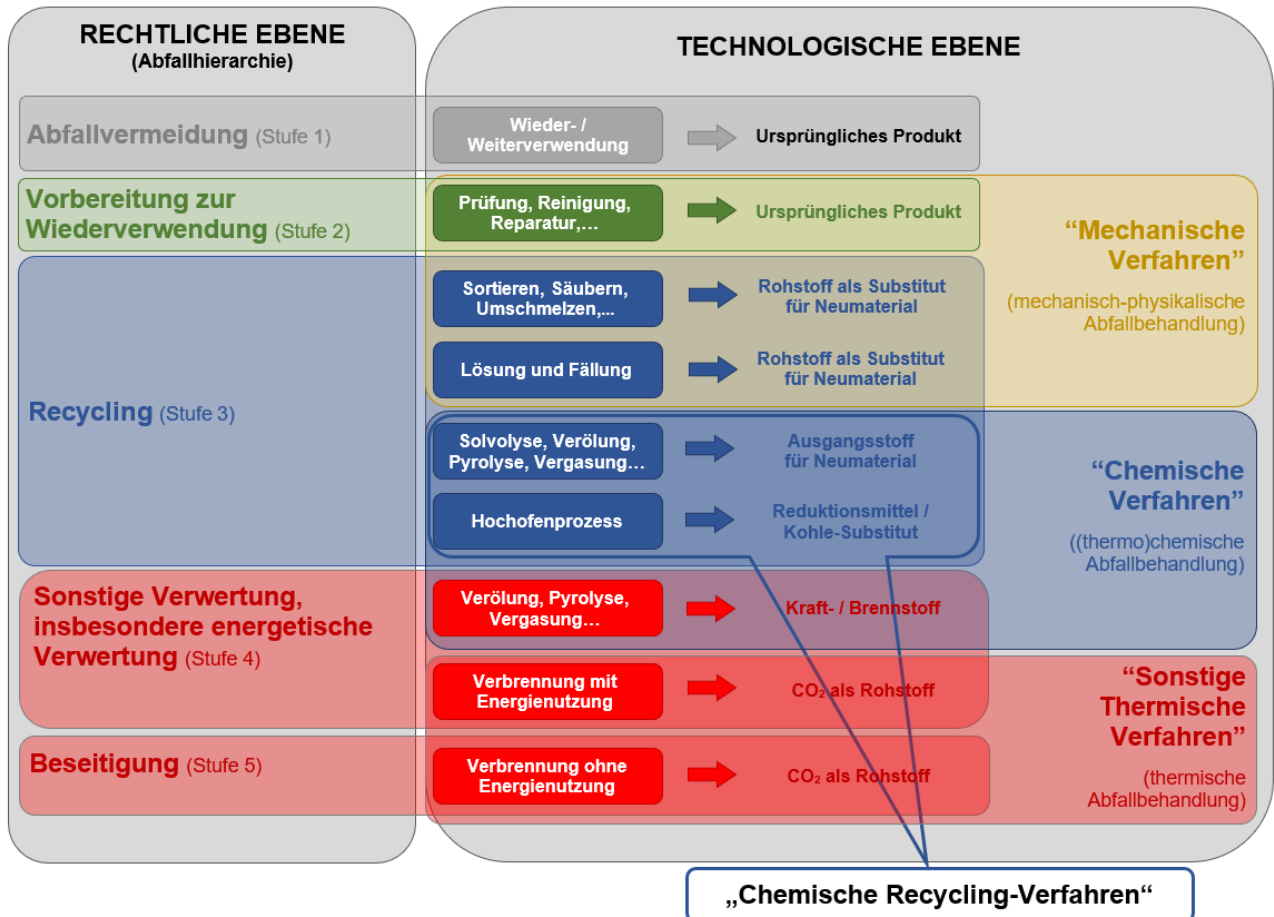 RECHTLICHE EBENE
(Abfallhierarchie)
TECHNOLOGISCHE EBENE
Abfallvermeidung (Stufe 1)
Wieder- /
Weiterverwendung
Ursprüngliches Produkt
Vorbereitung zur
Wiederverwendung (Stufe 2)
Prüfung, Reinigung,
Reparatur,…
Ursprüngliches Produkt
“Mechanische
Verfahren”
(mechanisch-physikalische
Abfallbehandlung)
Recycling (Stufe 3)
Sortieren, Säubern,
Umschmelzen,...
Rohstoff als Substitut
für Neumaterial
Lösung und Fällung
Rohstoff als Substitut
für Neumaterial
Solvolyse, Verölung,
Pyrolyse, Vergasung…
Ausgangsstoff
für Neumaterial
Hochofenprozess
Reduktionsmittel /
Kohle-Substitut
“Chemische
Verfahren”
((thermo)chemische
Abfallbehandlung)
Sonstige Verwertung,
insbesondere energetische
Verwertung (Stufe 4)
Verölung, Pyrolyse,
Vergasung…
Kraft- / Brennstoff
Verbrennung mit
Energienutzung
CO₂ als Rohstoff
“Sonstige
Thermische
Verfahren”
(thermische
Abfallbehandlung)
Beseitigung (Stufe 5)
Verbrennung ohne
Energienutzung
CO₂ als Rohstoff
„Chemische Recycling-Verfahren“